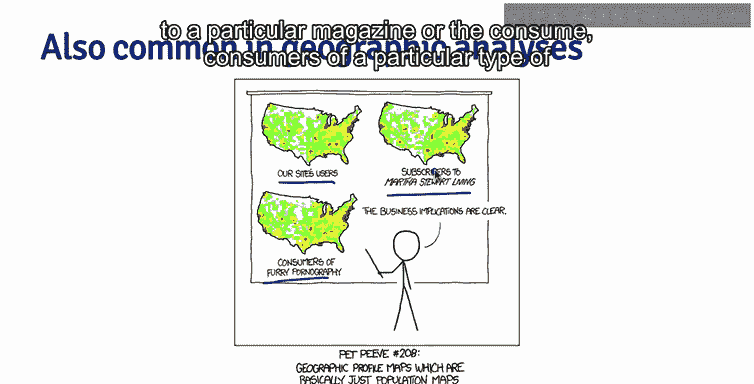 to a particular magazine or the consume,
Also common in geographic analyses
consumers of a particular type of
OUR SITE'S USERS
SUBSCRIBERS TO
MARTHA STEWART LIVING
THE BUSINESS IMPLICATIONS ARE CLEAR.
CONSUMERS OF
FURRY PORNOGRAPHY
PET PEEVE #208:
GEOGRAPHIC PROFILE MAPS WHICH ARE
BASICALLY JUST POPULATION MAPS